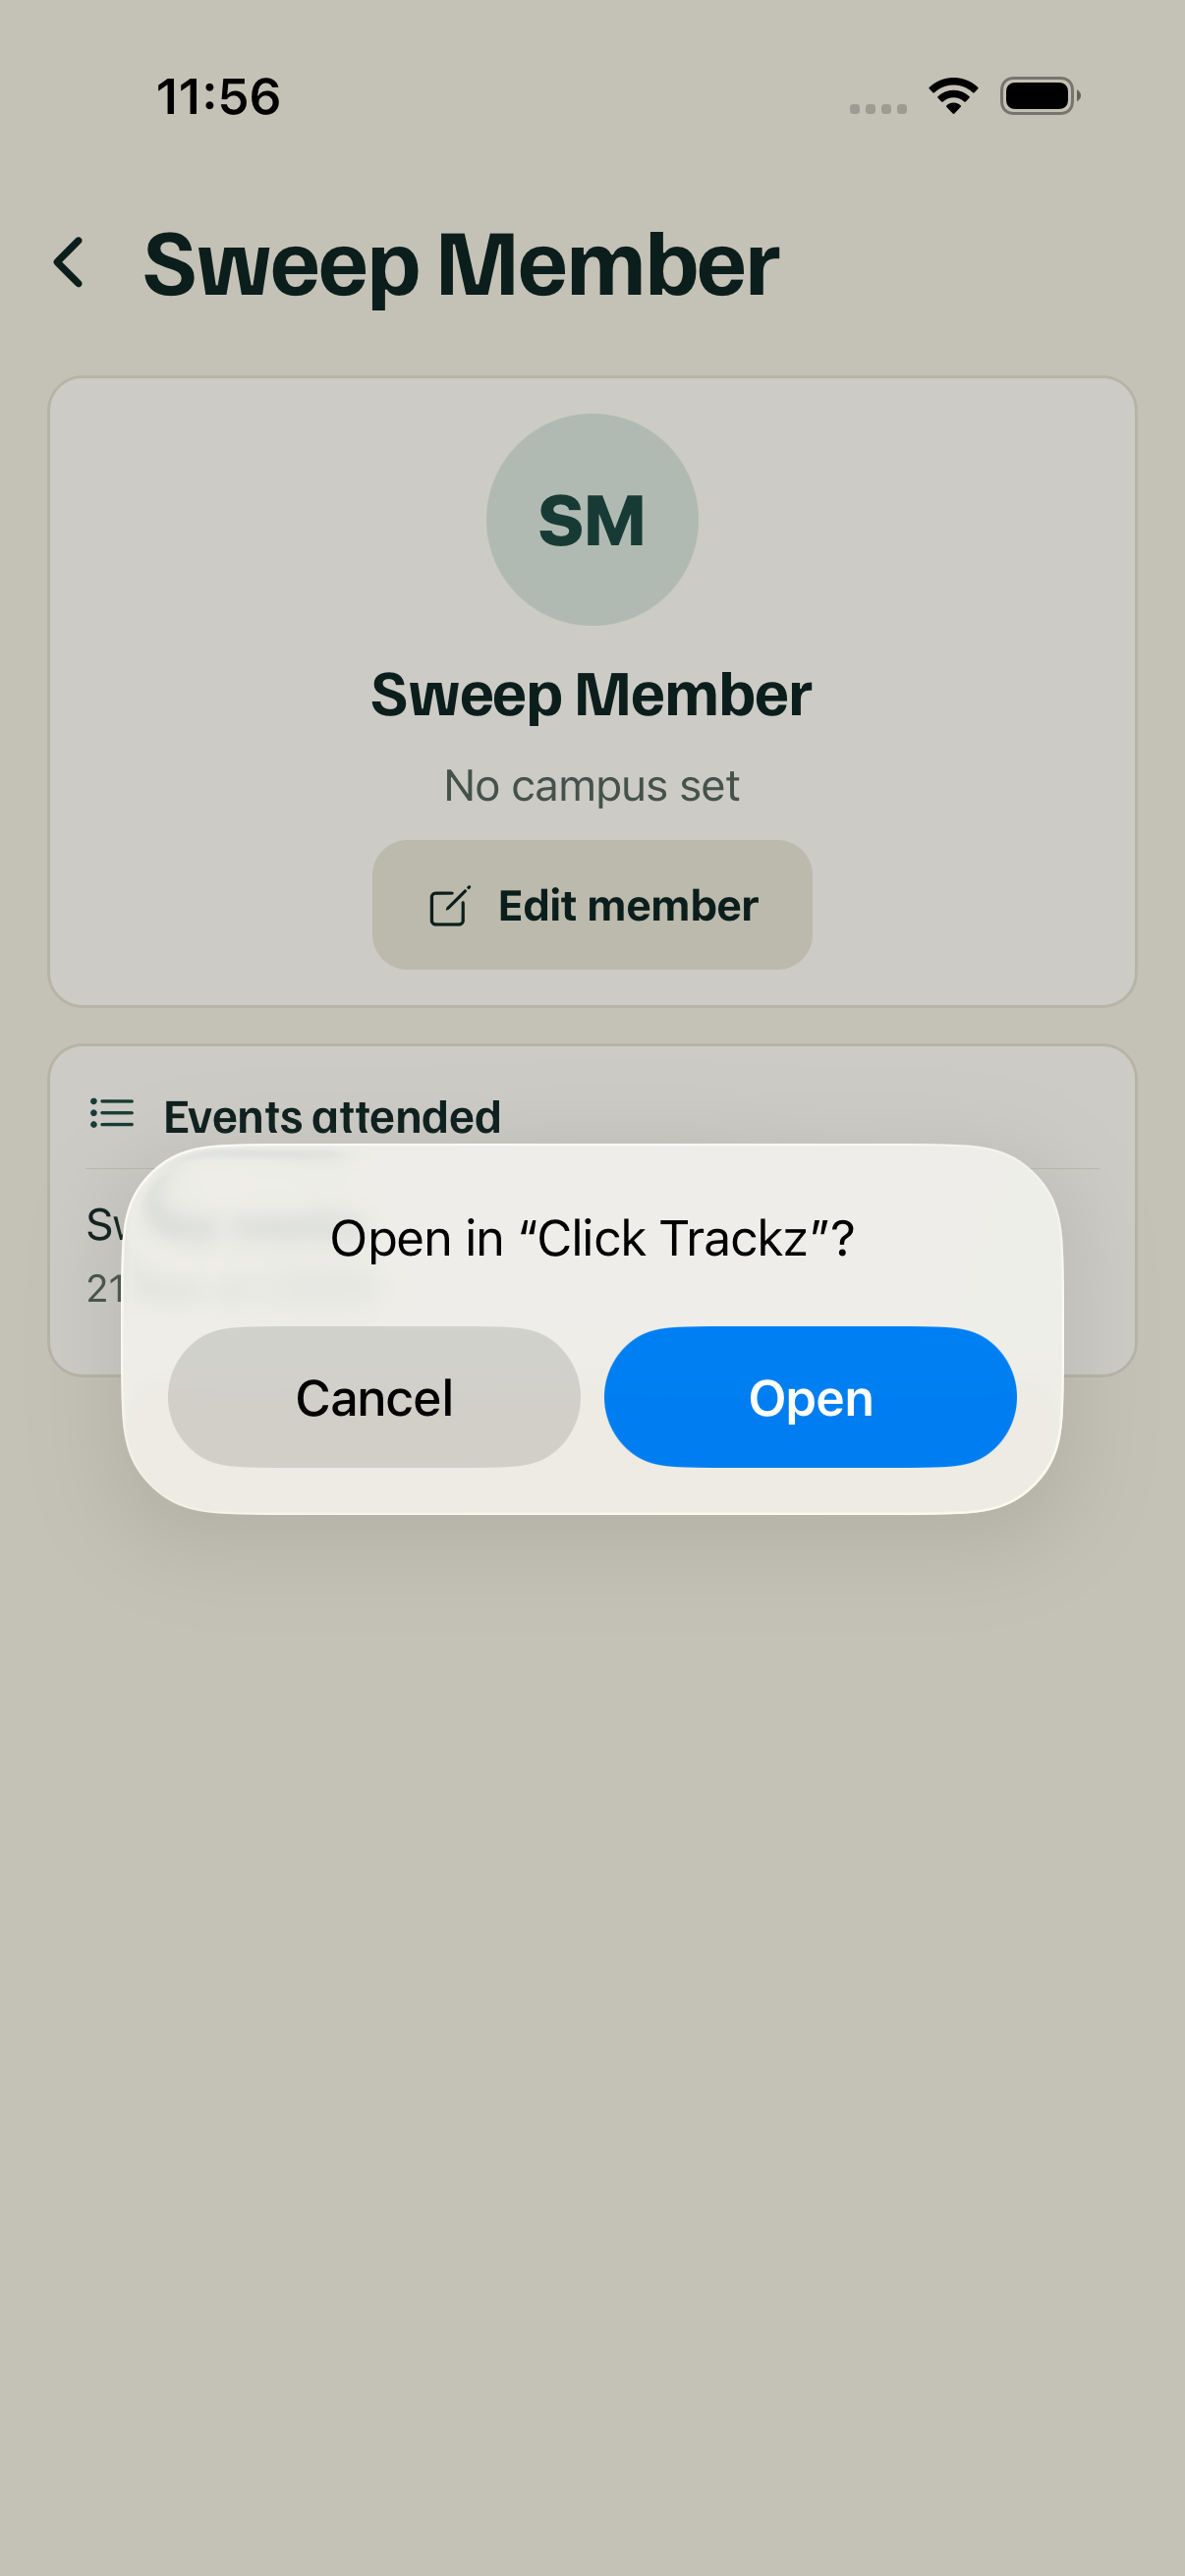 11:56
Sweep Member
SM
Sweep Member
No campus set
Edit member
Events attended
21
Open in “Click Trackz”?
Cancel
Open